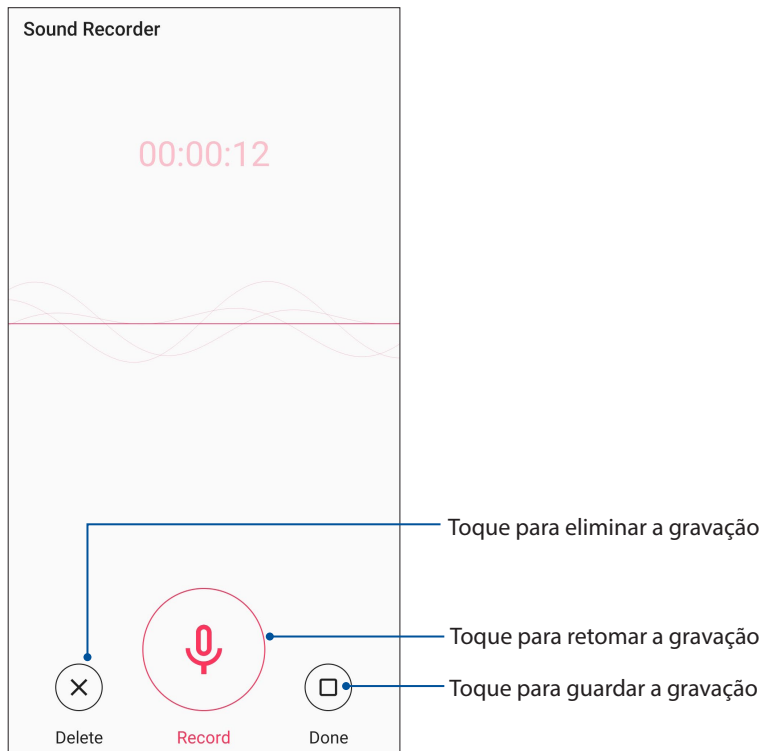 Sound Recorder
00:00:12
Toque para eliminar a gravação
Toque para retomar a gravação
Toque para guardar a gravação
Delete
Record
Done